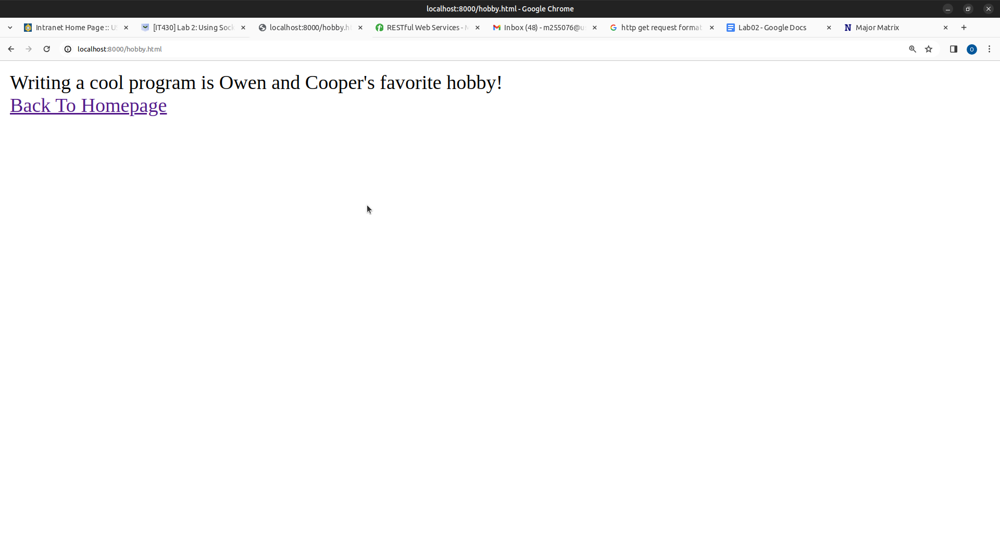 localhost:8000/hobby.html - Google Chrome
Intranet Home Page :: U
[IT430] Lab 2: Using Sock
localhost:8000/hobby.h
RESTful Web Services -
Inbox (48) - m255076@u
http get request format
Lab02 - Google Docs
N Major Matrix
localhost:8000/hobby.html
O
Writing a cool program is Owen and Cooper's favorite hobby!
Back To Homepage